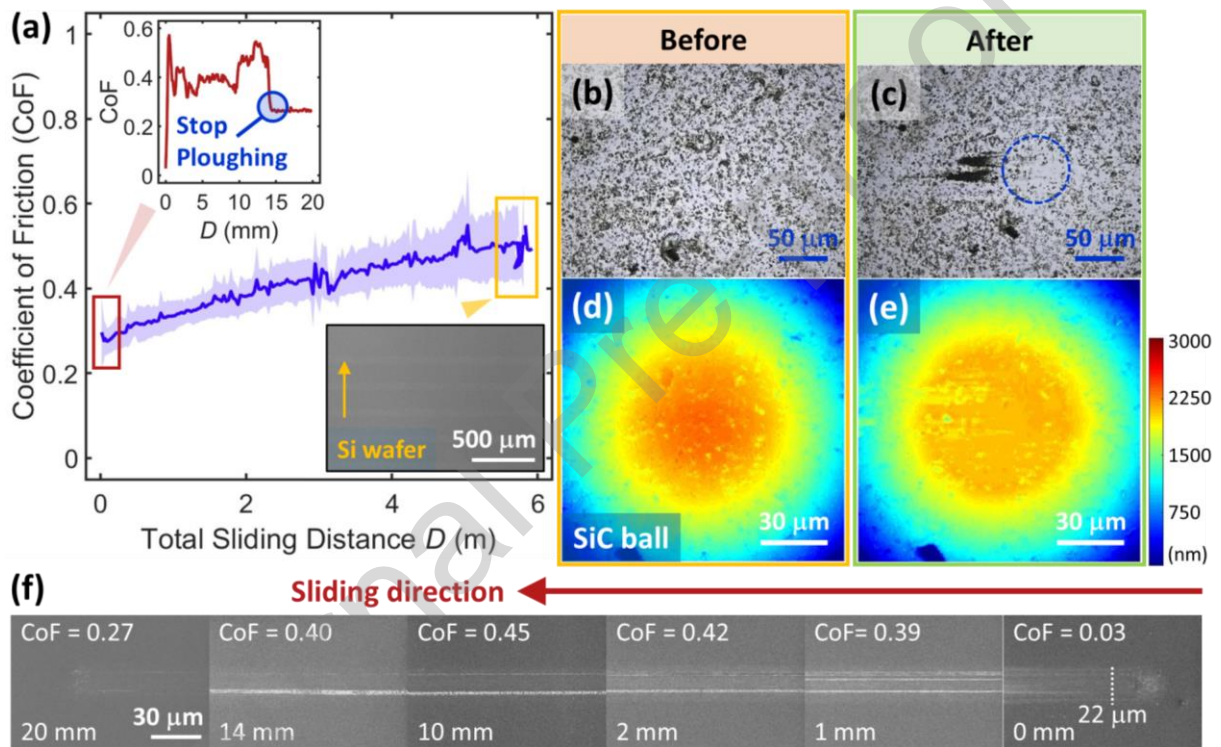 (a)
1
0.8
0.6
0.4
0.2
0
Coefficient of Friction (CoF)
0.6
0.4
0.2
0
CoF
Stop
Ploughing
0 5 10 15 20
D (mm)
Si wafer
500 μm
0 2 4 6
Total Sliding Distance D (m)
Before
After
(b)
50 μm
(c)
50 μm
(d)
SiC ball
30 μm
(e)
30 μm
3000
2250
1500
750
(nm)
(f)
Sliding direction
CoF = 0.27
CoF = 0.40
CoF = 0.45
CoF = 0.42
CoF= 0.39
CoF = 0.03
20 mm
30 μm
14 mm
10 mm
2 mm
1 mm
0 mm
22 μm